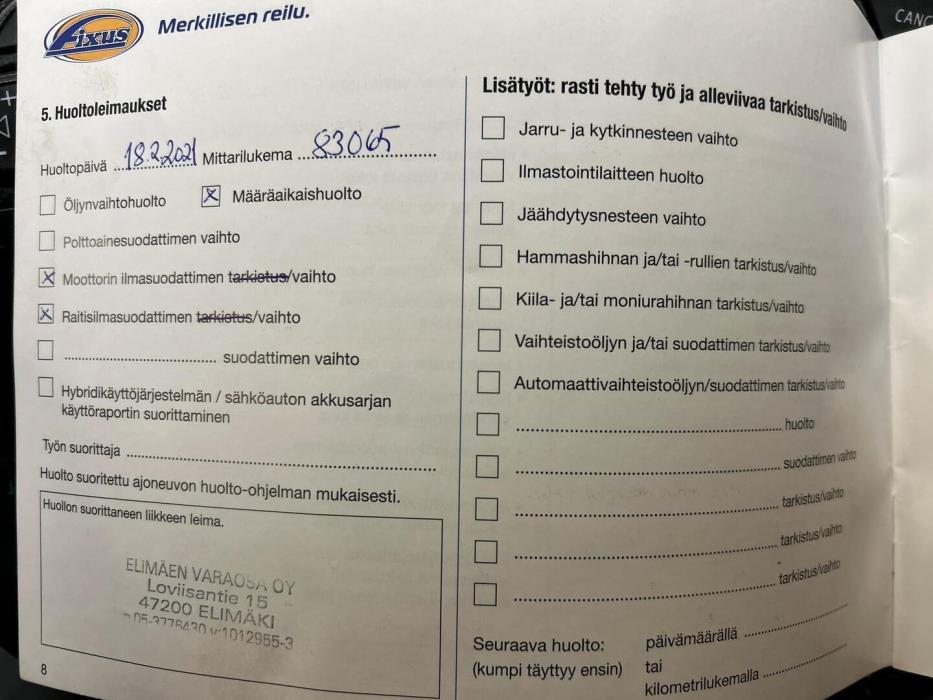 Fixus Merkillisen reilu.
CANC
5. Huoltoleimaukset
Huoltopäivä 18.2.2021 Mittarilukema 83065
Öljynvaihtohuolto
Määräaikaishuolto
Polttoainesuodattimen vaihto
Moottorin ilmasuodattimen tarkistus/vaihto
Raitisilmasuodattimen tarkistus/vaihto
suodattimen vaihto
Hybridikäyttöjärjestelmän / sähköauton akkusarjan
käyttöraportin suorittaminen
Työn suorittaja
Huolto suoritettu ajoneuvon huolto-ohjelman mukaisesti.
Huollon suorittaneen liikkeen leima.
ELIMÄEN VARAOSA OY
Loviisantie 15
47200 ELIMÄKI
05-3776430 y:1012955-3
8
Lisätyöt: rasti tehty työ ja alleviivaa tarkistus/vaihto
Jarru- ja kytkinnesteen vaihto
Ilmastointilaitteen huolto
Jäähdytysnesteen vaihto
Hammashihnan ja/tai -rullien tarkistus/vaihto
Kiila- ja/tai moniurahihnan tarkistus/vaihto
Vaihteistoöljyn ja/tai suodattimen tarkistus/vaihto
Automaattivaihteistoöljyn/suodattimen tarkistus/vaihto
huolto
suodattimen vaihto
tarkistus/vaihto
tarkistus/vaihto
tarkistus/vaihto
Seuraava huolto: päivämäärällä
(kumpi täyttyy ensin) tai
kilometrilukemalla